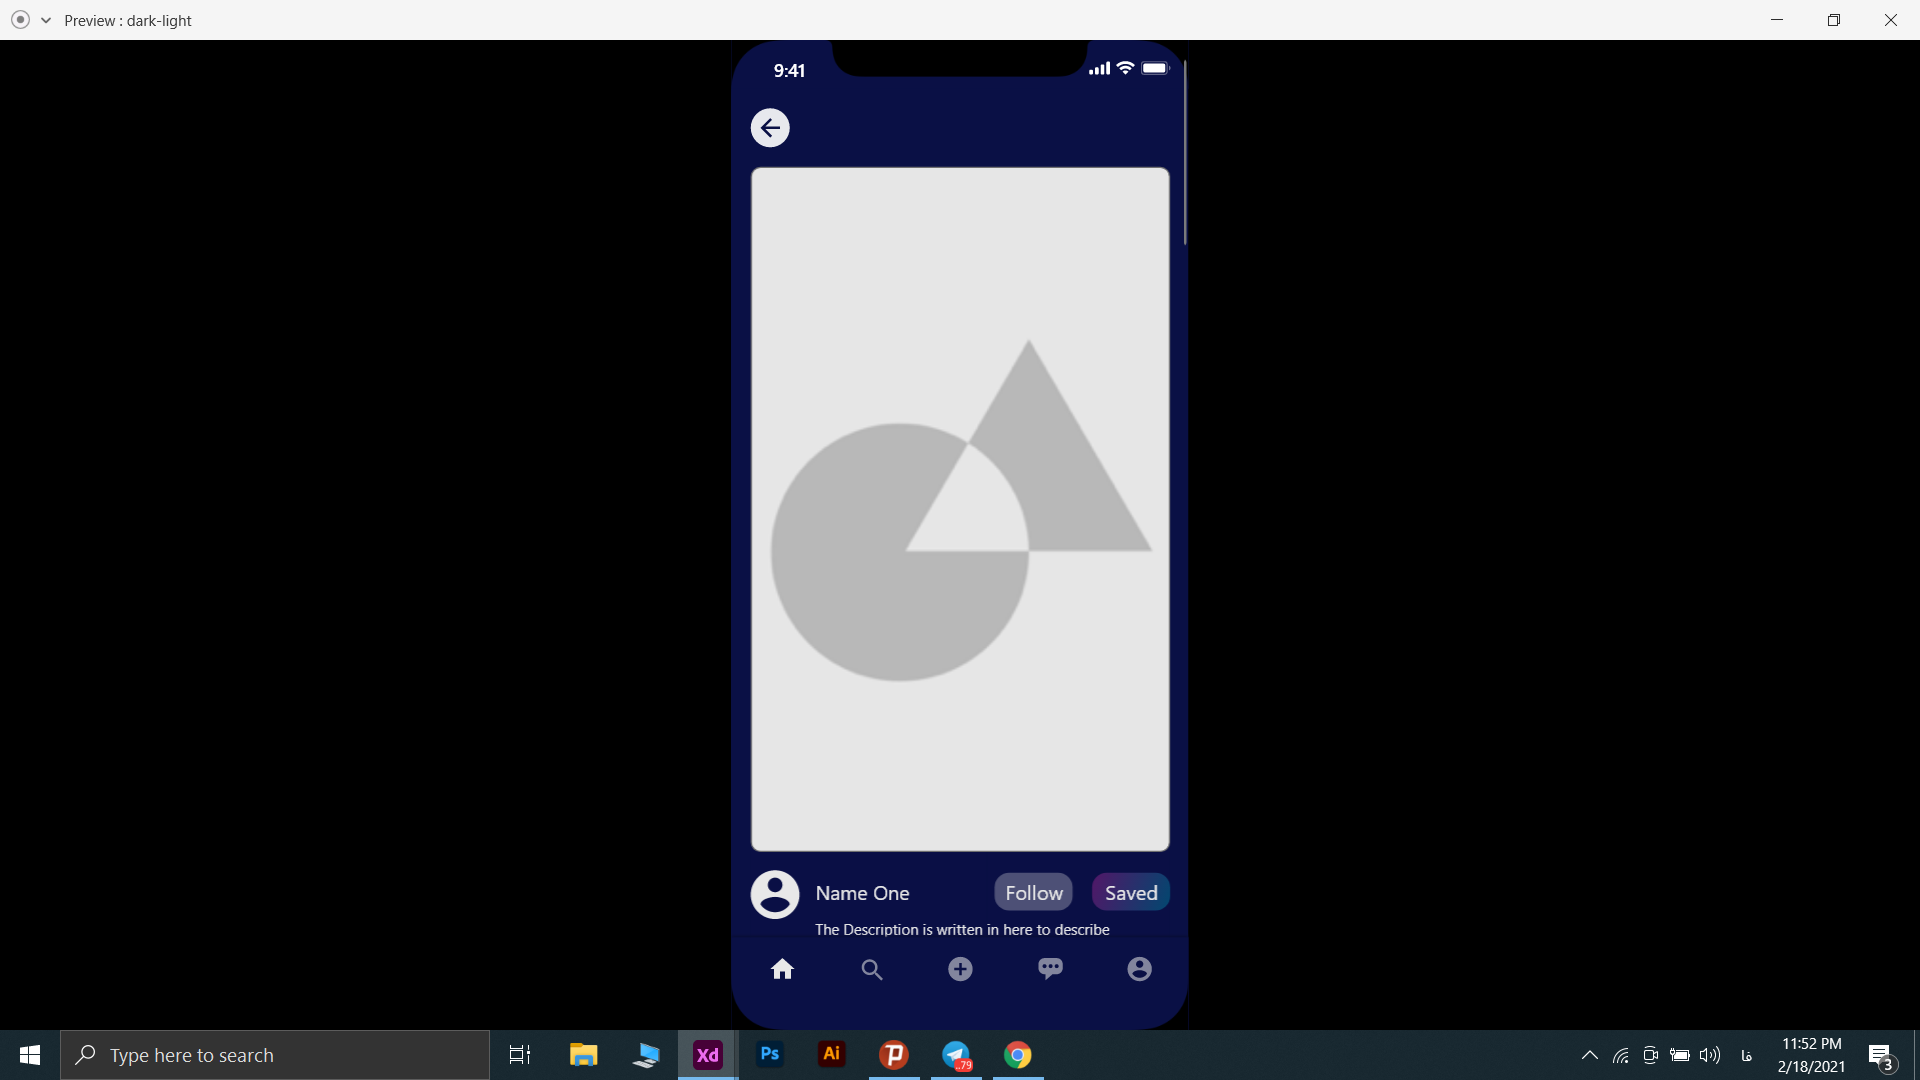 Preview : dark-light
9:41
Name One
Follow
Saved
The Description is written in here to describe
Type here to search
Xd
Ps
Ai
..79
فا
11:52 PM
2/18/2021
3